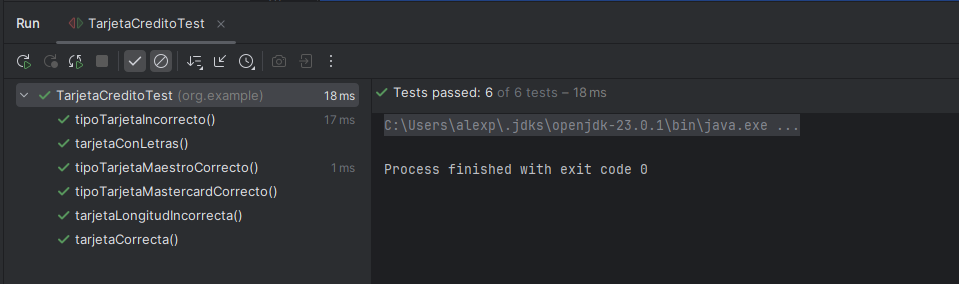 Run TarjetaCreditoTest
TarjetaCreditoTest (org.example) 18 ms
tipoTarjetaIncorrecto() 17 ms
tarjetaConLetras()
tipoTarjetaMaestroCorrecto() 1 ms
tipoTarjetaMastercardCorrecto()
tarjetaLongitudIncorrecta()
tarjetaCorrecta()
Tests passed: 6 of 6 tests – 18 ms
C:\Users\alexp\.jdks\openjdk-23.0.1\bin\java.exe ...
Process finished with exit code 0